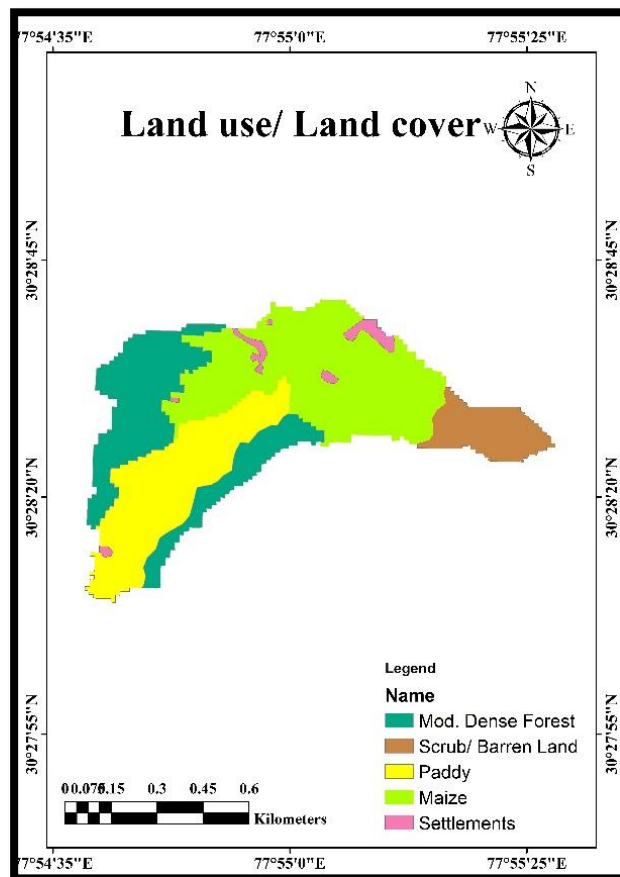 77°54'35"E 77°55'0"E 77°55'25"E
Land use/ Land cover
N
W E
S
30°28'45"N 30°28'45"N
30°28'20"N 30°28'20"N
30°27'55"N 30°27'55"N
Legend
Name
Mod. Dense Forest
Scrub/ Barren Land
Paddy
Maize
Settlements
0 0.075 0.15 0.3 0.45 0.6
Kilometers
77°54'35"E 77°55'0"E 77°55'25"E